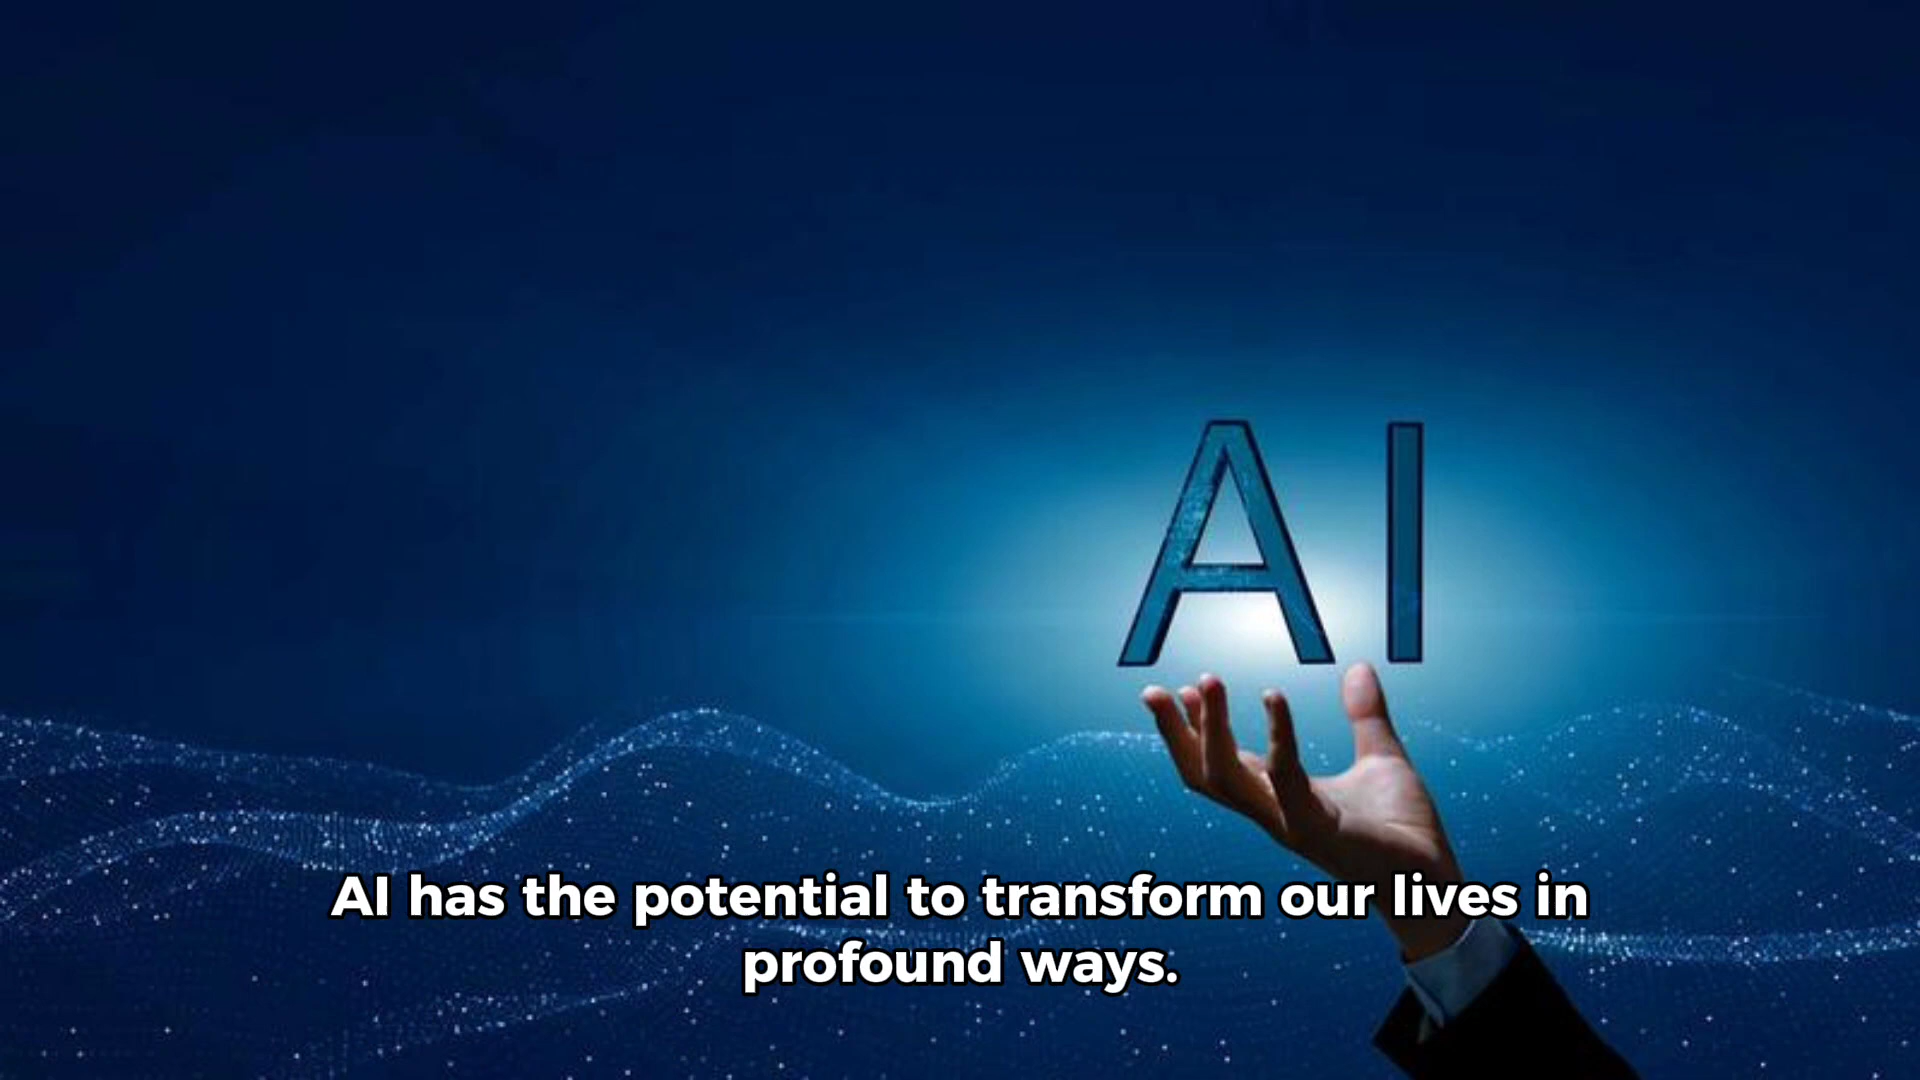 AI
AI has the potential to transform our lives in
profound ways.